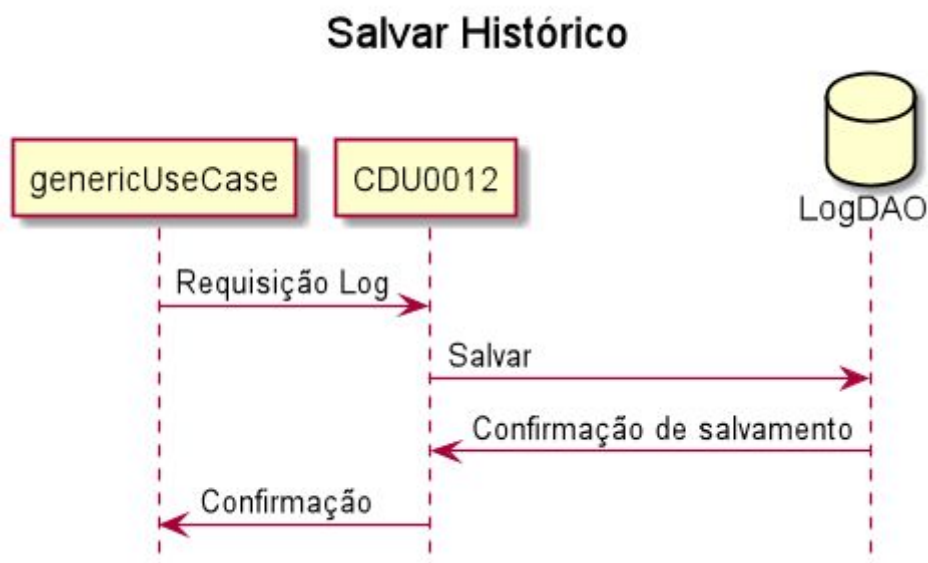 Salvar Histórico
genericUseCase
CDU0012
LogDAO
Requisição Log
Salvar
Confirmação de salvamento
Confirmação